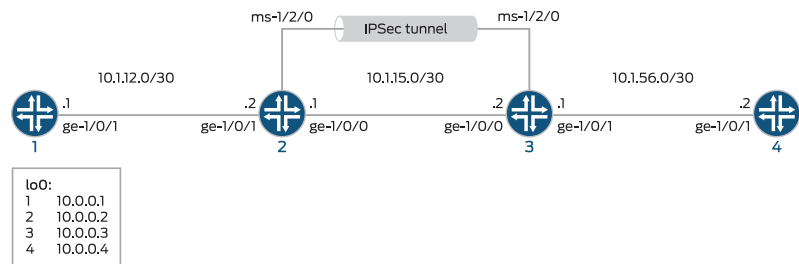 ms-1/2/0 IPSec tunnel ms-1/2/0
10.1.12.0/30 10.1.15.0/30 10.1.56.0/30
.1 .2 .1 .2 .1 .2
ge-1/0/1 ge-1/0/1 ge-1/0/0 ge-1/0/0 ge-1/0/1 ge-1/0/1
1 2 3 4
lo0:
1 10.0.0.1
2 10.0.0.2
3 10.0.0.3
4 10.0.0.4